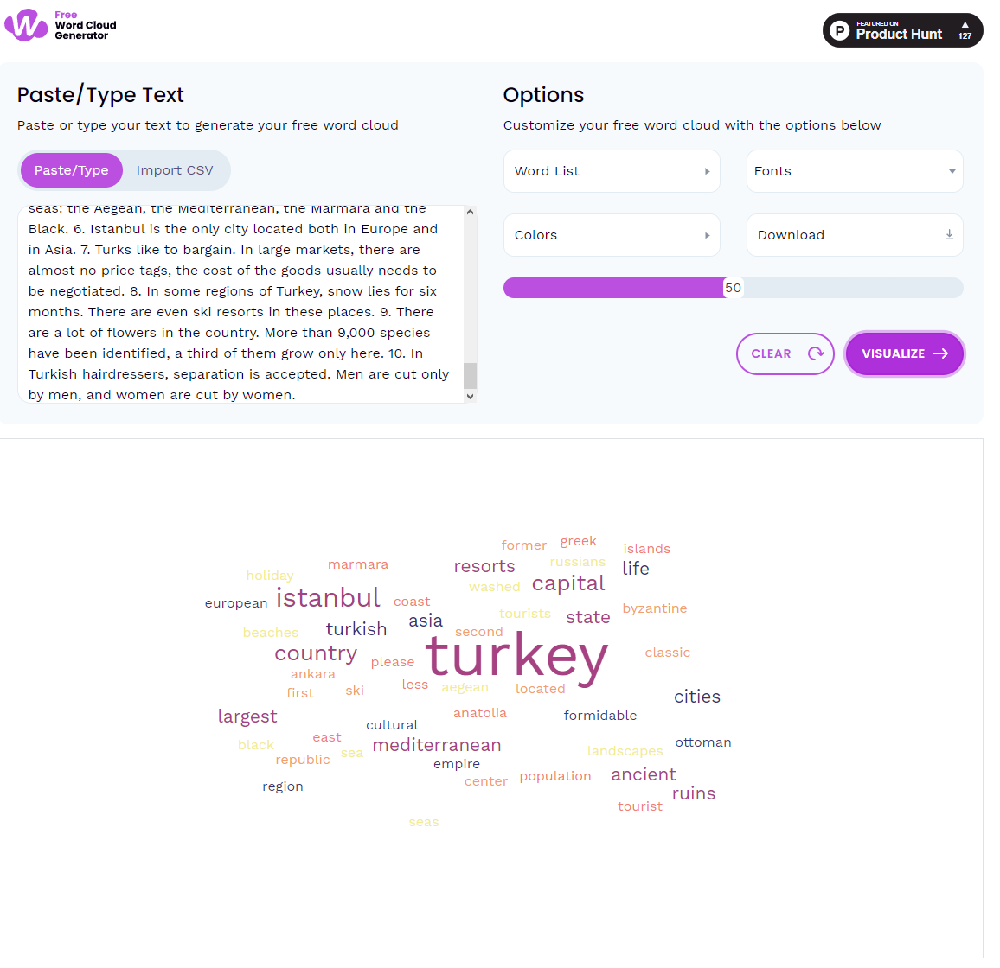 Free
Word Cloud
Generator
FEATURED ON
Product Hunt
127
Paste/Type Text
Paste or type your text to generate your free word cloud
Paste/Type
Import CSV
seas: the Aegean, the Mediterranean, the Marmara and the
Black. 6. Istanbul is the only city located both in Europe and
in Asia. 7. Turks like to bargain. In large markets, there are
almost no price tags, the cost of the goods usually needs to
be negotiated. 8. In some regions of Turkey, snow lies for six
months. There are even ski resorts in these places. 9. There
are a lot of flowers in the country. More than 9,000 species
have been identified, a third of them grow only here. 10. In
Turkish hairdressers, separation is accepted. Men are cut only
by men, and women are cut by women.
Options
Customize your free word cloud with the options below
Word List
Fonts
Colors
Download
50
CLEAR
VISUALIZE
former
greek
islands
marmara
resorts
russians
life
holiday
washed
capital
european
istanbul
coast
tourists
state
byzantine
beaches
turkish
asia
second
country
please
turkey
classic
ankara
first
ski
less
aegean
located
cities
largest
cultural
anatolia
formidable
black
east
sea
mediterranean
landscapes
ottoman
republic
empire
region
center
population
ancient
ruins
tourist
seas